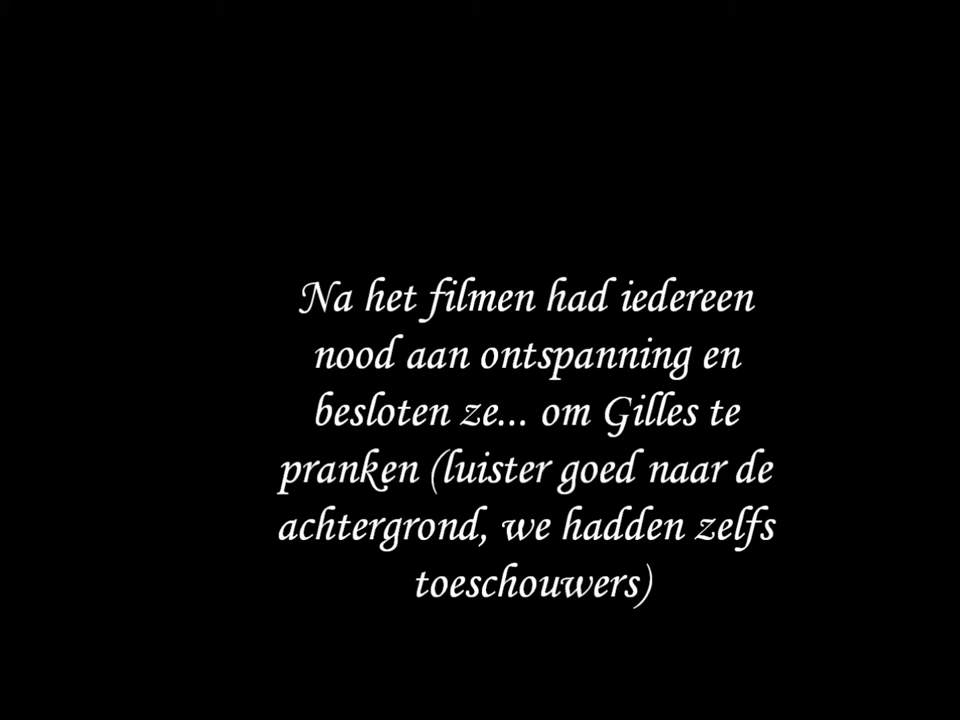 Na het filmen had iedereen
nood aan ontspanning en
besloten ze... om Gilles te
pranken (luister goed naar de
achtergrond, we hadden zelfs
toeschouwers)